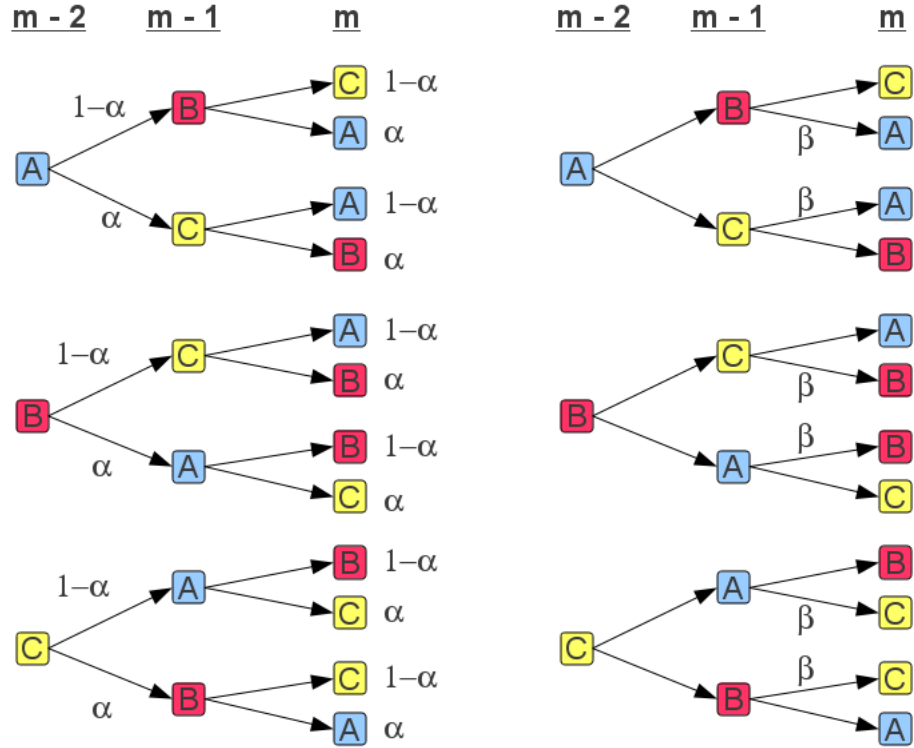 m - 2 m - 1 m m - 2 m - 1 m
C 1−α C
1−α B B
A α β A
A A
A 1−α β A
α C C
B α B
A 1−α A
1−α C C
B α β B
B B
B 1−α β B
α A A
C α C
B 1−α B
1−α A A
C α β C
C C
C 1−α β C
α B B
A α A